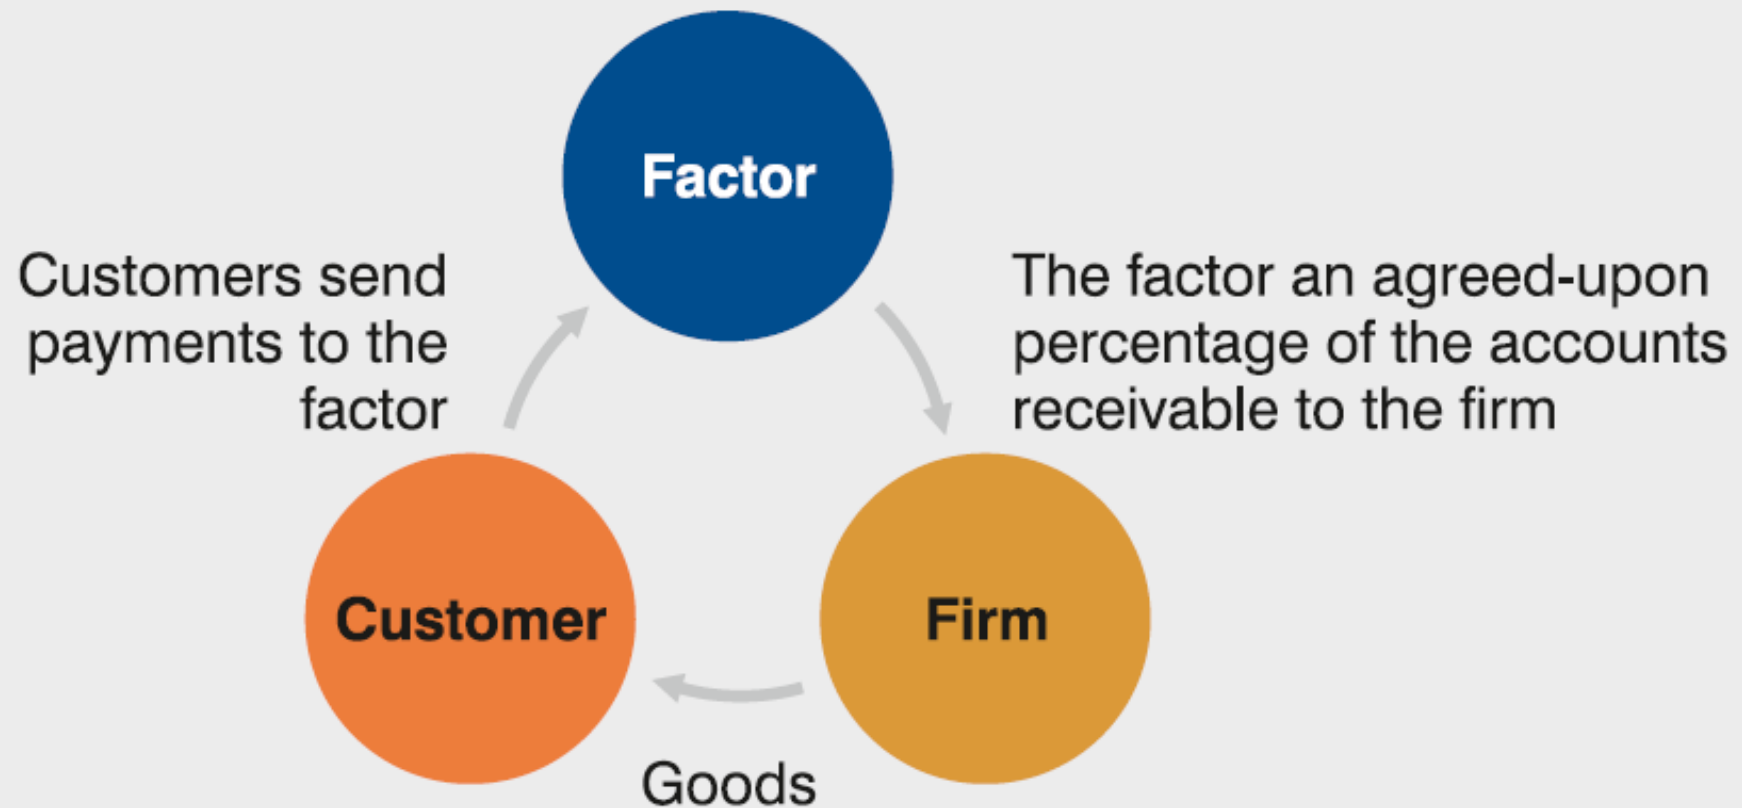 Factor
Customers send
payments to the
factor
The factor an agreed-upon
percentage of the accounts
receivable to the firm
Customer
Firm
Goods